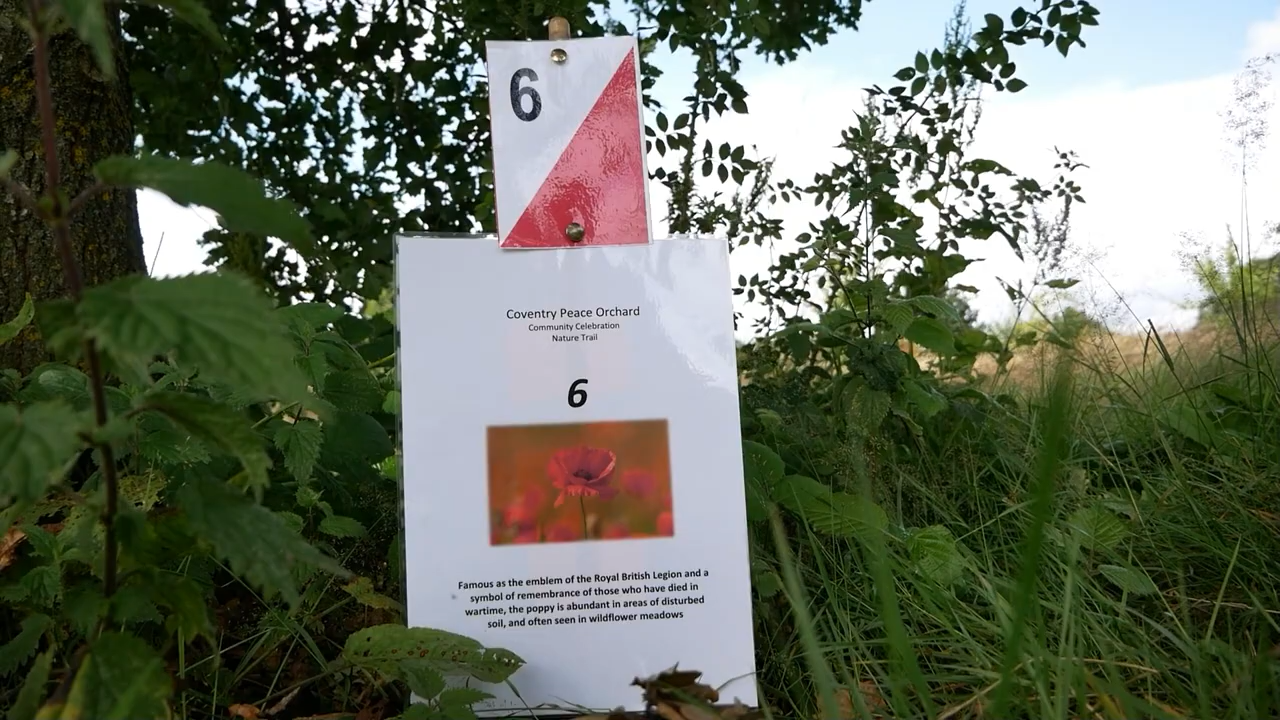 6
Coventry Peace Orchard
Community Celebration
Nature Trail
6
Famous as the emblem of the Royal British Legion and a
symbol of remembrance of those who have died in
wartime, the poppy is abundant in areas of disturbed
soil, and often seen in wildflower meadows